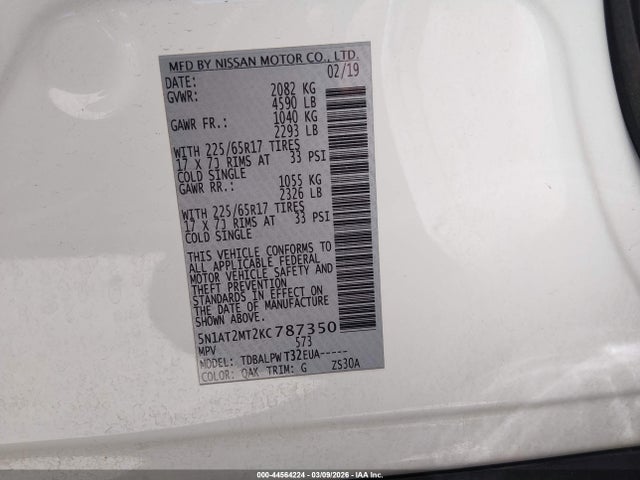 MFD BY NISSAN MOTOR CO., LTD.
DATE: 02/19
GVWR: 2082 KG
4590 LB
GAWR FR.: 1040 KG
2293 LB
WITH 225/65R17 TIRES
17 X 7J RIMS AT 33 PSI
COLD SINGLE
GAWR RR.: 1055 KG
2326 LB
WITH 225/65R17 TIRES
17 X 7J RIMS AT 33 PSI
COLD SINGLE
THIS VEHICLE CONFORMS TO
ALL APPLICABLE FEDERAL
MOTOR VEHICLE SAFETY AND
THEFT PREVENTION
STANDARDS IN EFFECT ON
THE DATE OF MANUFACTURE
SHOWN ABOVE.
5N1AT2MT2KC787350
MPV 573
MODEL: TDBALPWT32EUA-----
COLOR: QAK TRIM: G ZS30A
000-44564224 | 03/09/2026 | IAA Inc.